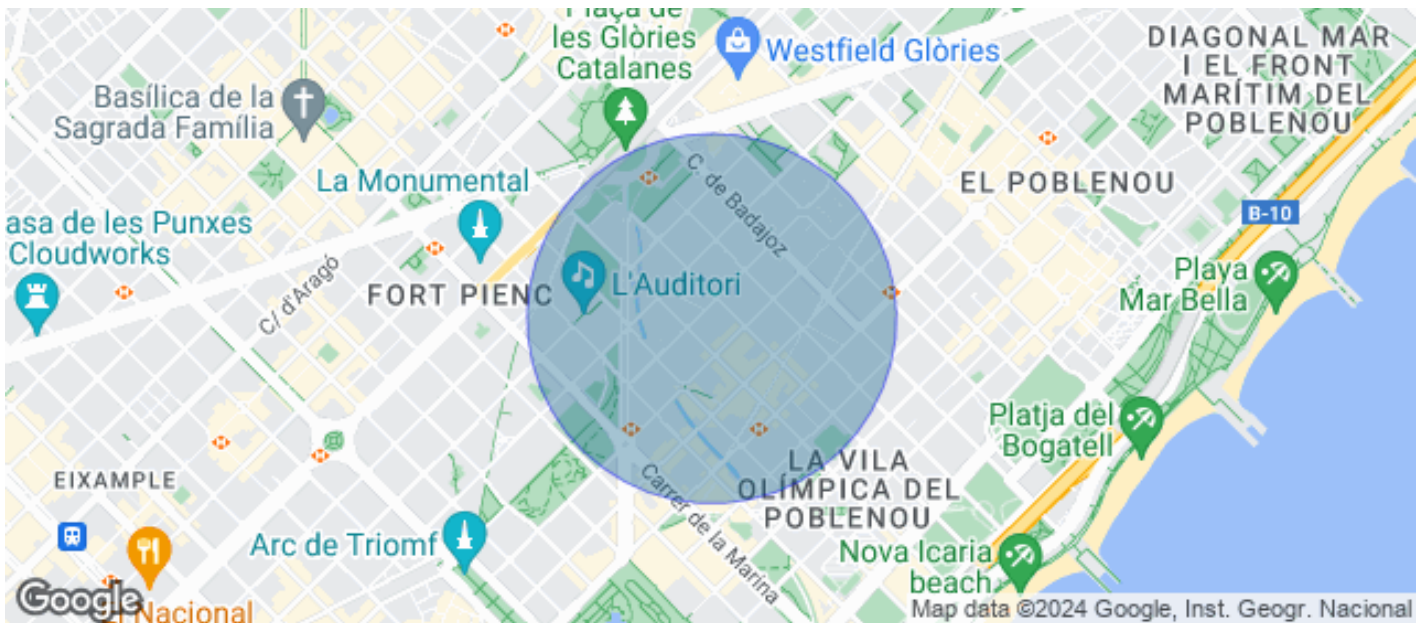 Plaça de
les Glòries
Catalanes
Westfield Glòries
DIAGONAL MAR
I EL FRONT
MARÍTIM DEL
POBLENOU
Basílica de la
Sagrada Família
La Monumental
C. de Badajoz
EL POBLENOU
B-10
asa de les Punxes
Cloudworks
C/ d'Aragó
FORT PIENC
L'Auditori
Playa
Mar Bella
Platja del
Bogatell
EIXAMPLE
LA VILA
OLÍMPICA DEL
POBLENOU
Carrer de la Marina
Arc de Triomf
Nova Icaria
beach
Google
El Nacional
Map data ©2024 Google, Inst. Geogr. Nacional